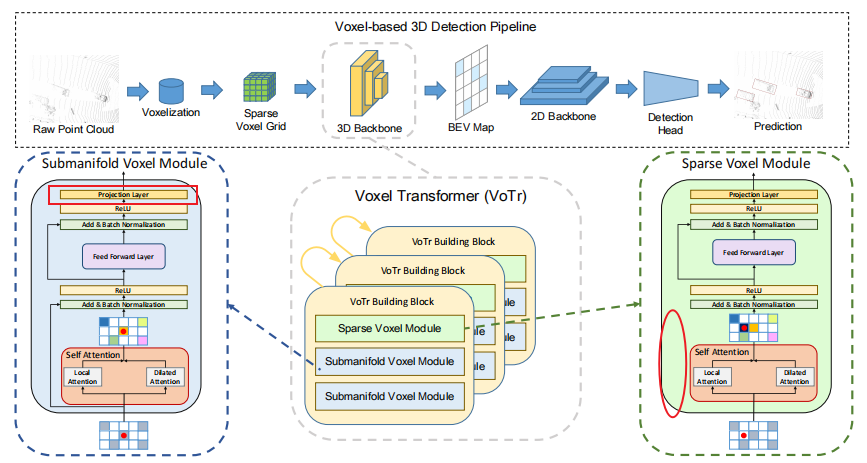 Voxel-based 3D Detection Pipeline
Raw Point Cloud
Voxelization
Sparse
Voxel Grid
3D Backbone
BEV Map
2D Backbone
Detection
Head
Prediction
Submanifold Voxel Module
Projection Layer
ReLU
Add & Batch Normalization
Feed Forward Layer
ReLU
Add & Batch Normalization
Self Attention
Local
Attention
Dilated
Attention
Voxel Transformer (VoTr)
VoTr Building Block
VoTr Building Block
VoTr Building Block
Sparse Voxel Module
Submanifold Voxel Module
Submanifold Voxel Module
Sparse Voxel Module
Projection Layer
ReLU
Add & Batch Normalization
Feed Forward Layer
ReLU
Add & Batch Normalization
Self Attention
Local
Attention
Dilated
Attention